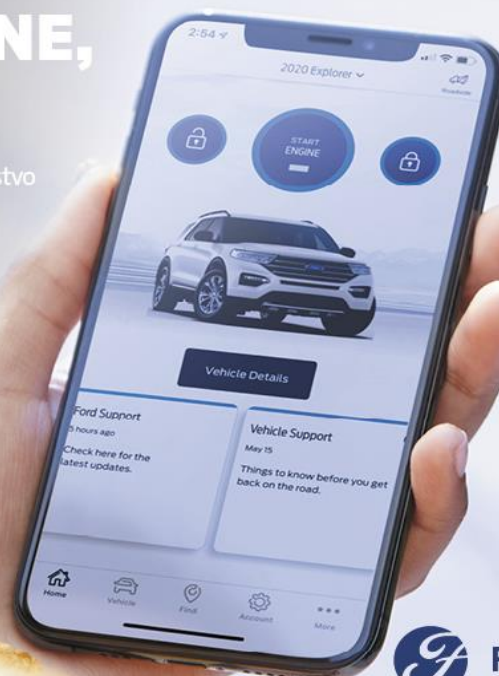 NE,
tvo
2:54
2020 Explorer
Roadside
START
ENGINE
Vehicle Details
Ford Support
5 hours ago
Check here for the
latest updates.
Vehicle Support
May 15
Things to know before you get
back on the road.
Home
Vehicle
Find
Account
More